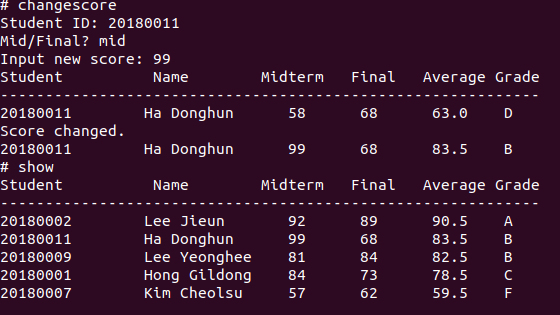 # changescore
Student ID: 20180011
Mid/Final? mid
Input new score: 99
Student          Name        Midterm   Final   Average Grade
------------------------------------------------------------
20180011        Ha Donghun      58      68      63.0    D
Score changed.
20180011        Ha Donghun      99      68      83.5    B
# show
Student          Name        Midterm   Final   Average Grade
------------------------------------------------------------
20180002        Lee Jieun       92      89      90.5    A
20180011        Ha Donghun      99      68      83.5    B
20180009        Lee Yeonghee    81      84      82.5    B
20180001        Hong Gildong    84      73      78.5    C
20180007        Kim Cheolsu     57      62      59.5    F